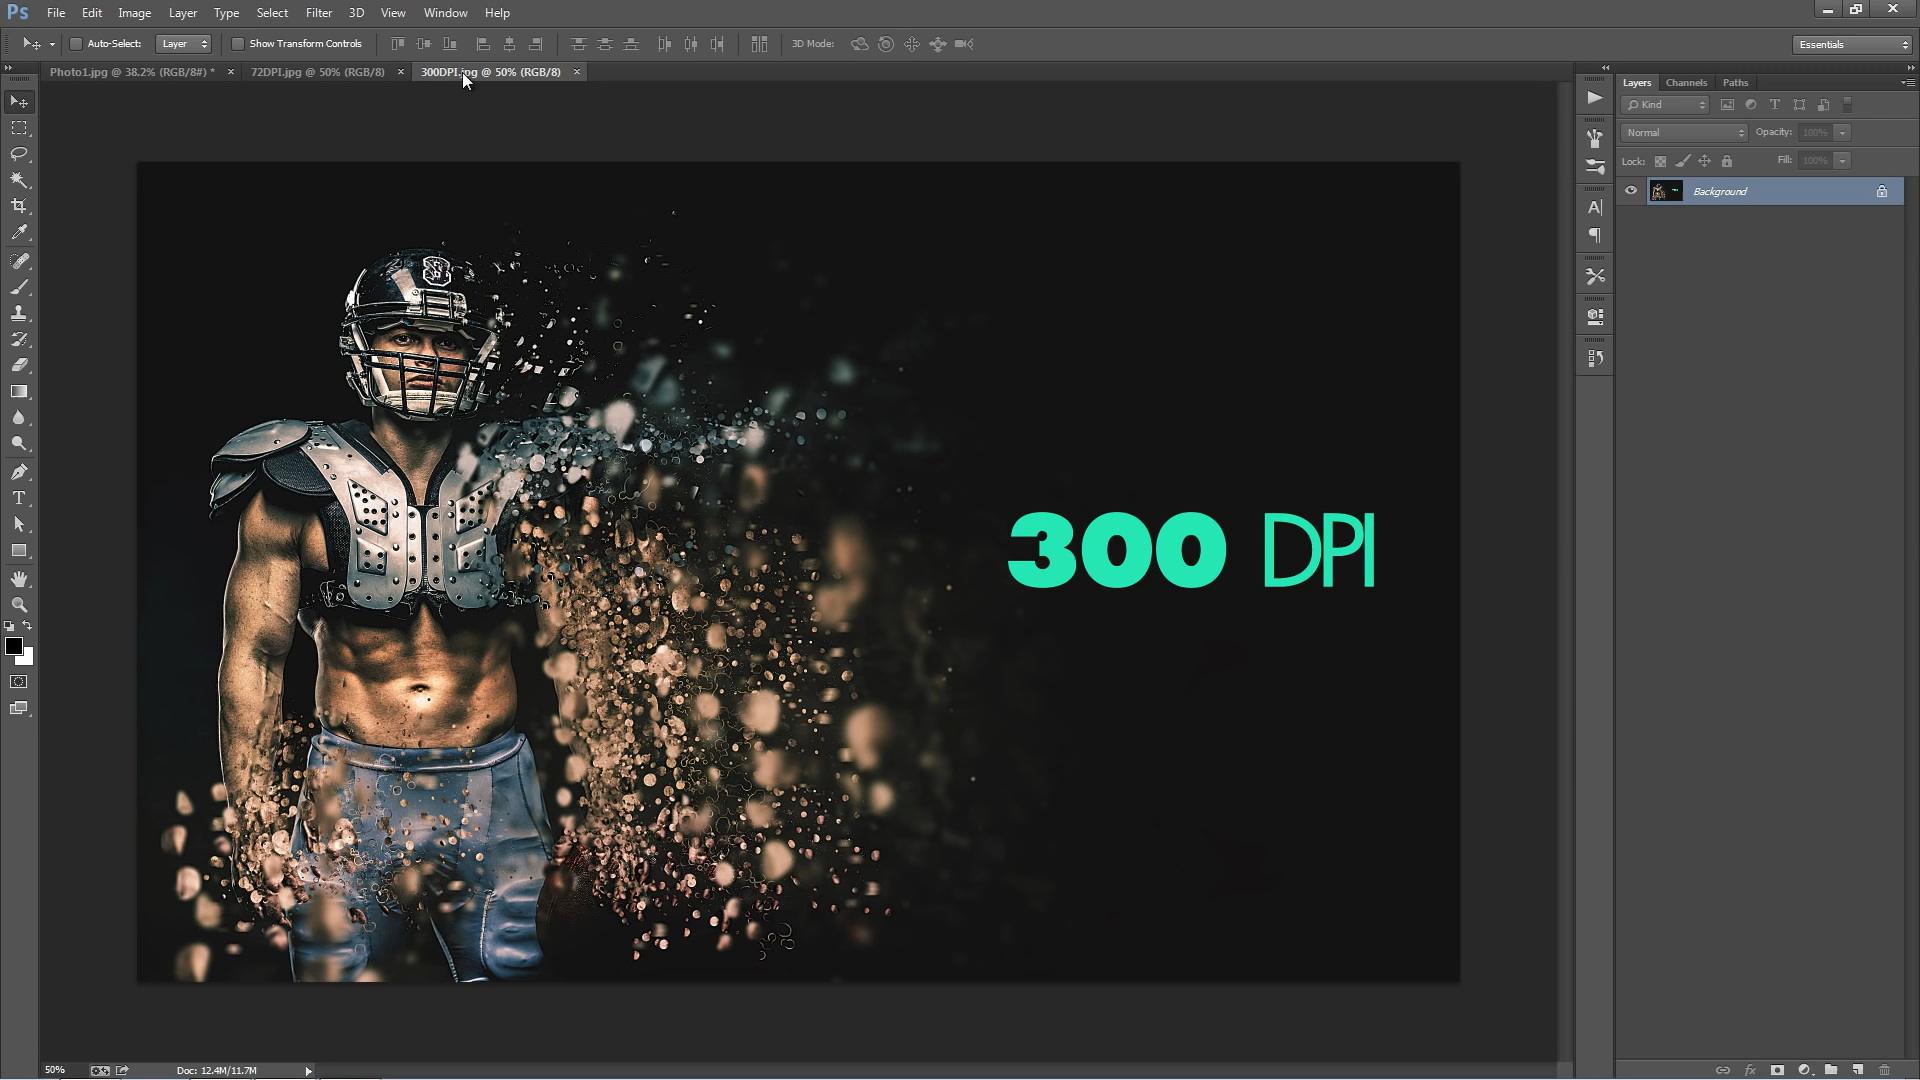 Ps File Edit Image Layer Type Select Filter 3D View Window Help
Auto-Select: Layer Show Transform Controls 3D Mode: Essentials
Photo1.jpg @ 38.2% (RGB/8#) * × 72DPI.jpg @ 50% (RGB/8) × 300DPI.jpg @ 50% (RGB/8) ×
Layers Channels Paths
Kind
Normal Opacity: 100%
Lock: Fill: 100%
Background
300 DPI
50% Doc: 12.4M/11.7M